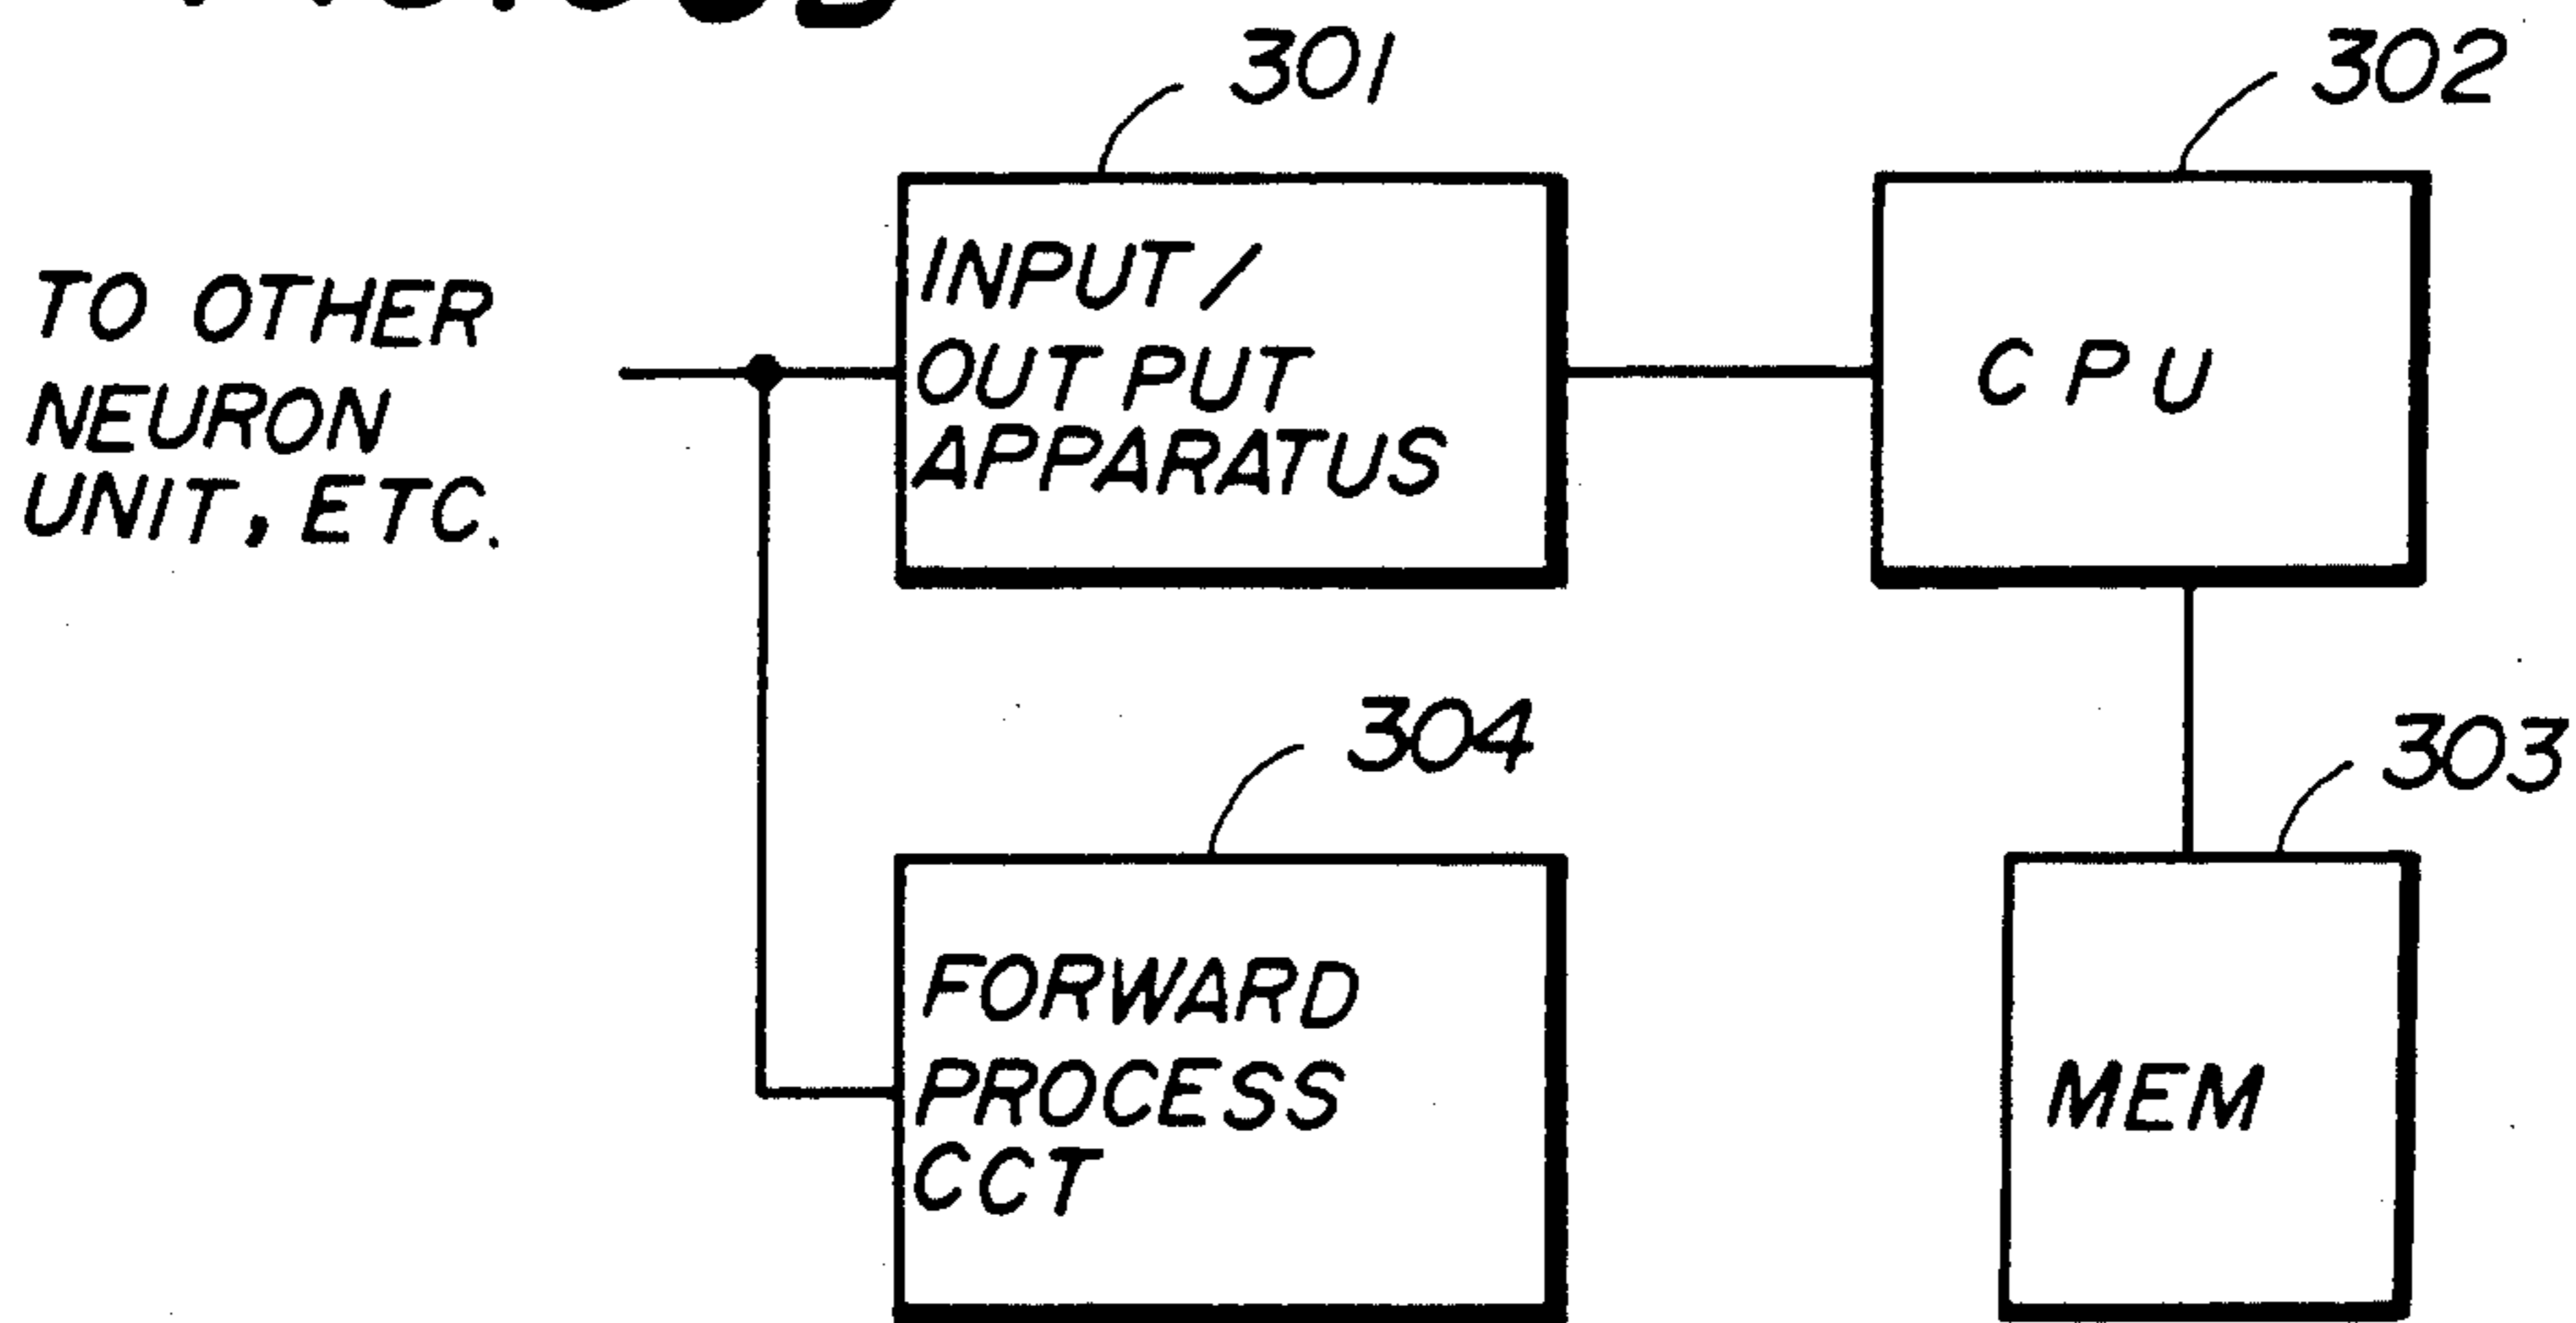 301
302
TO OTHER
NEURON
UNIT, ETC.
INPUT /
OUTPUT
APPARATUS
CPU
304
303
FORWARD
PROCESS
CCT
MEM